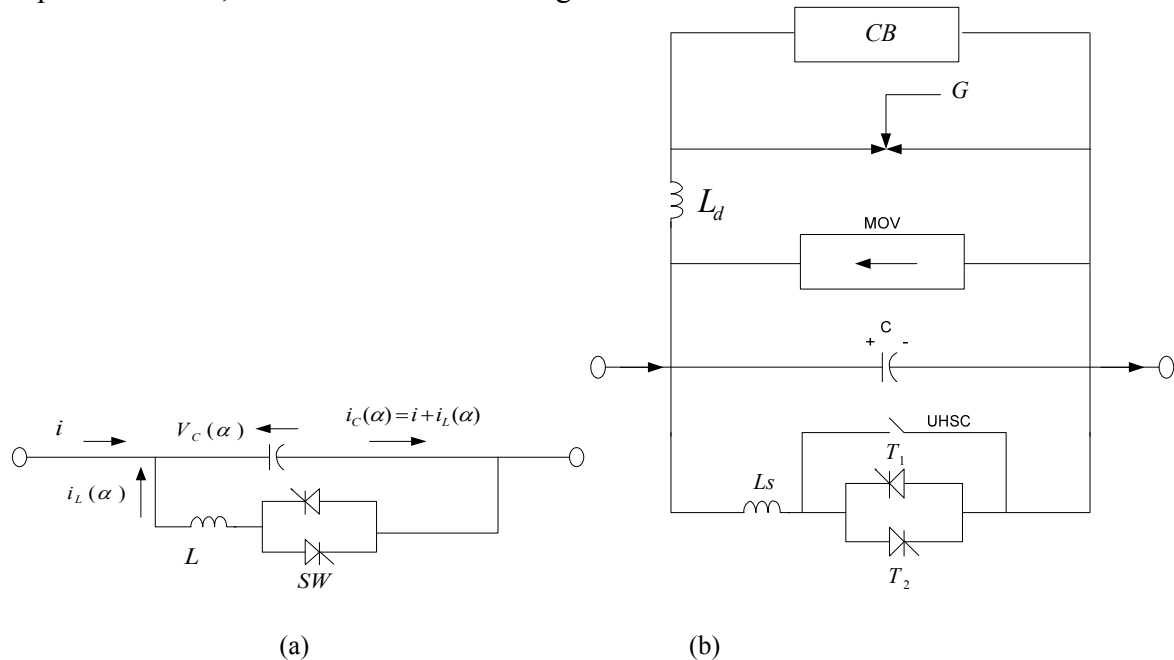 CB
G
L_d
MOV
C
+ -
UHSC
T_1
Ls
T_2
i
V_C(α)
i_C(α)=i+i_L(α)
i_L(α)
L
SW
(a)
(b)